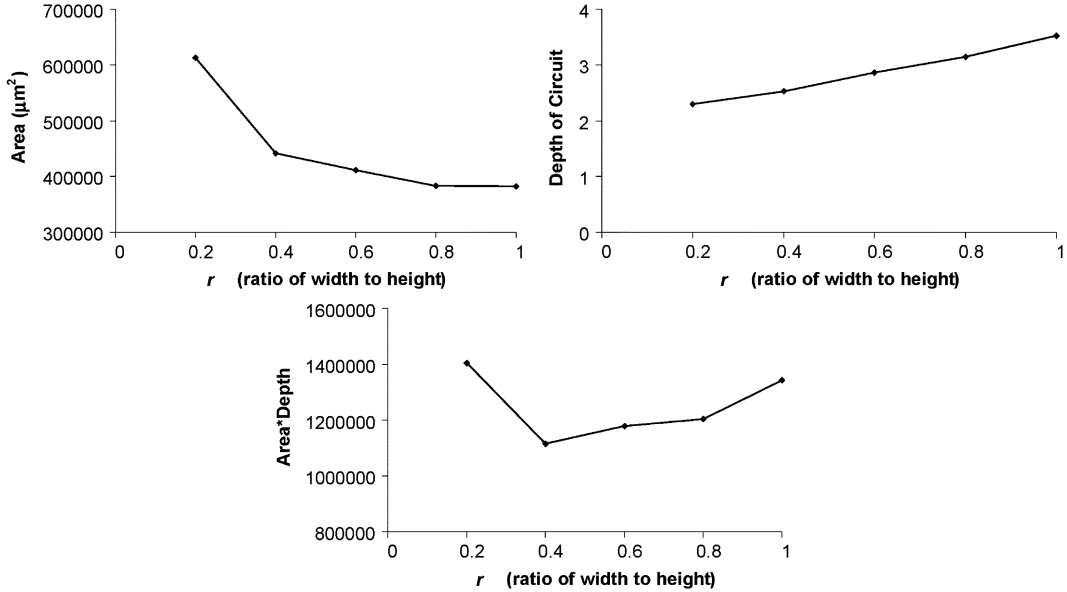 700000
600000
500000
400000
300000
Area (μm²)
0 0.2 0.4 0.6 0.8 1
r (ratio of width to height)
4
3
2
1
0
Depth of Circuit
0 0.2 0.4 0.6 0.8 1
r (ratio of width to height)
1600000
1400000
1200000
1000000
800000
Area*Depth
0 0.2 0.4 0.6 0.8 1
r (ratio of width to height)